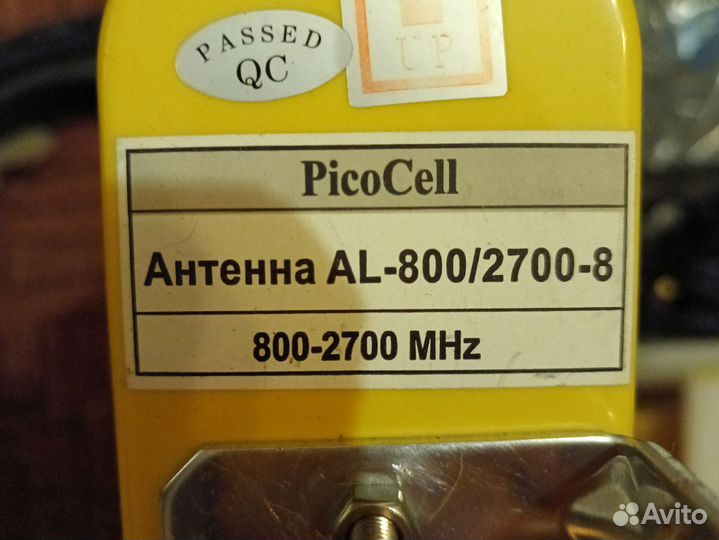 PASSED
QC
UP
PicoCell
Антенна AL-800/2700-8
800-2700 MHz
Avito